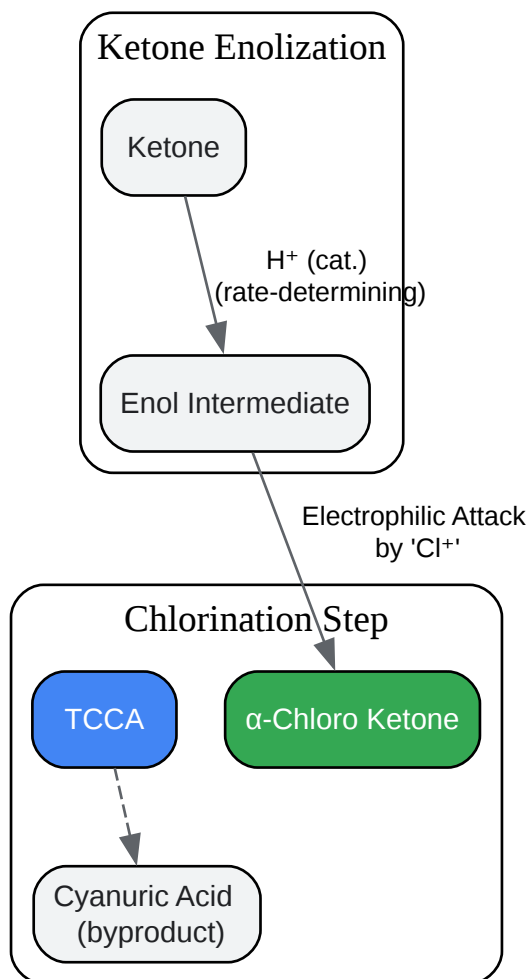 Ketone Enolization
Ketone
H⁺ (cat.)
(rate-determining)
Enol Intermediate
Electrophilic Attack
by 'Cl⁺'
Chlorination Step
TCCA
α-Chloro Ketone
Cyanuric Acid
(byproduct)